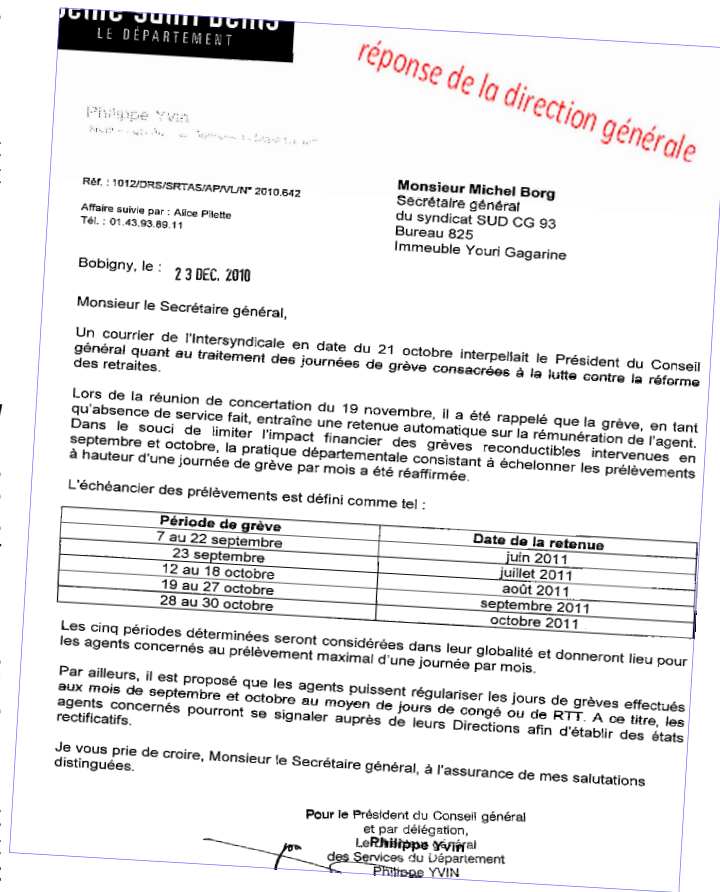 LE DÉPARTEMENT
réponse de la direction générale
Philippe Yvin
Réf. : 1012/DRS/SRTAS/AP/VL/N° 2010.642
Affaire suivie par : Alice Pilette
Tél. : 01.43.93.89.11
Monsieur Michel Borg
Secrétaire général
du syndicat SUD CG 93
Bureau 825
Immeuble Youri Gagarine
Bobigny, le : 23 DEC. 2010
Monsieur le Secrétaire général,
Un courrier de l'Intersyndicale en date du 21 octobre interpellait le Président du Conseil
général quant au traitement des journées de grève consacrées à la lutte contre la réforme
des retraites.
Lors de la réunion de concertation du 19 novembre, il a été rappelé que la grève, en tant
qu'absence de service fait, entraîne une retenue automatique sur la rémunération de l'agent.
Dans le souci de limiter l'impact financier des grèves reconductibles intervenues en
septembre et octobre, la pratique départementale consistant à échelonner les prélèvements
à hauteur d'une journée de grève par mois a été réaffirmée.
L'échéancier des prélèvements est défini comme tel :
Période de grève Date de la retenue
7 au 22 septembre juin 2011
23 septembre juillet 2011
12 au 18 octobre août 2011
19 au 27 octobre septembre 2011
28 au 30 octobre octobre 2011
Les cinq périodes déterminées seront considérées dans leur globalité et donneront lieu pour
les agents concernés au prélèvement maximal d'une journée par mois.
Par ailleurs, il est proposé que les agents puissent régulariser les jours de grèves effectués
aux mois de septembre et octobre au moyen de jours de congé ou de RTT. A ce titre, les
agents concernés pourront se signaler auprès de leurs Directions afin d'établir des états
rectificatifs.
Je vous prie de croire, Monsieur le Secrétaire général, à l'assurance de mes salutations
distinguées.
Pour le Président du Conseil général
et par délégation,
Philippe Yvin
des Services du Département
Philippe YVIN